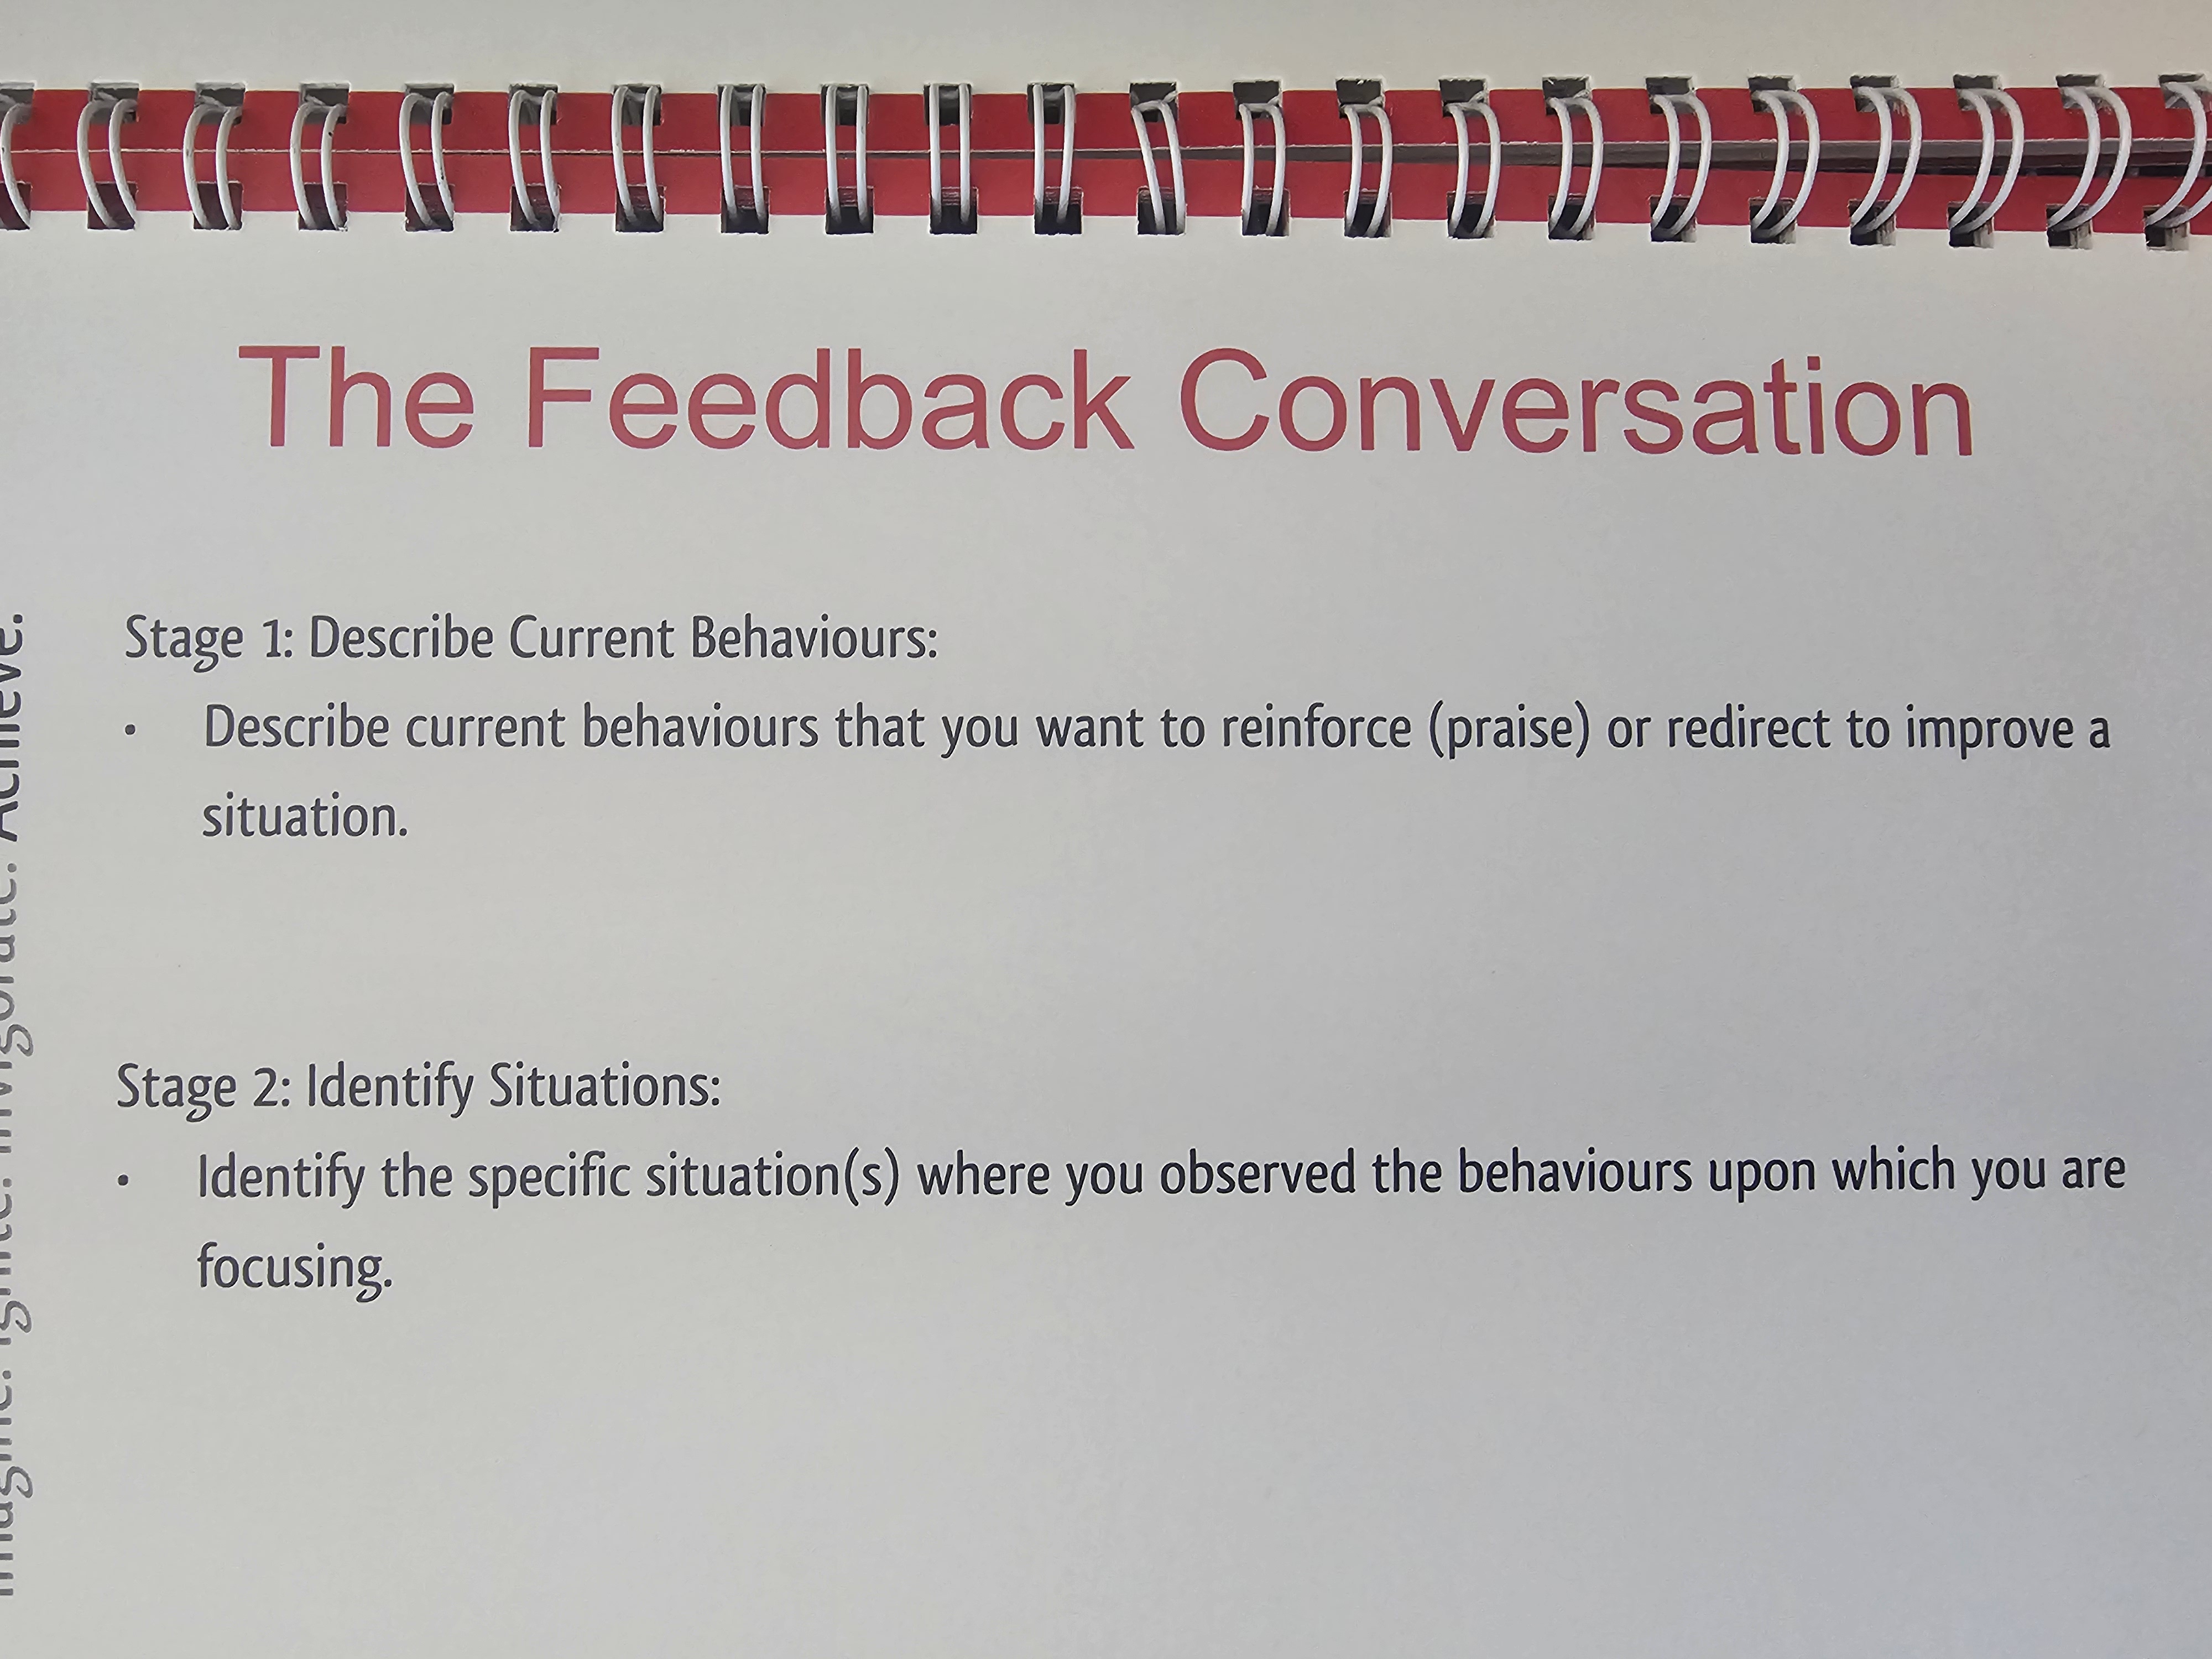 The Feedback Conversation
Stage 1: Describe Current Behaviours:
• Describe current behaviours that you want to reinforce (praise) or redirect to improve a
situation.
Stage 2: Identify Situations:
• Identify the specific situation(s) where you observed the behaviours upon which you are
focusing.
Imagine. Ignite. Invigorate. Achieve.